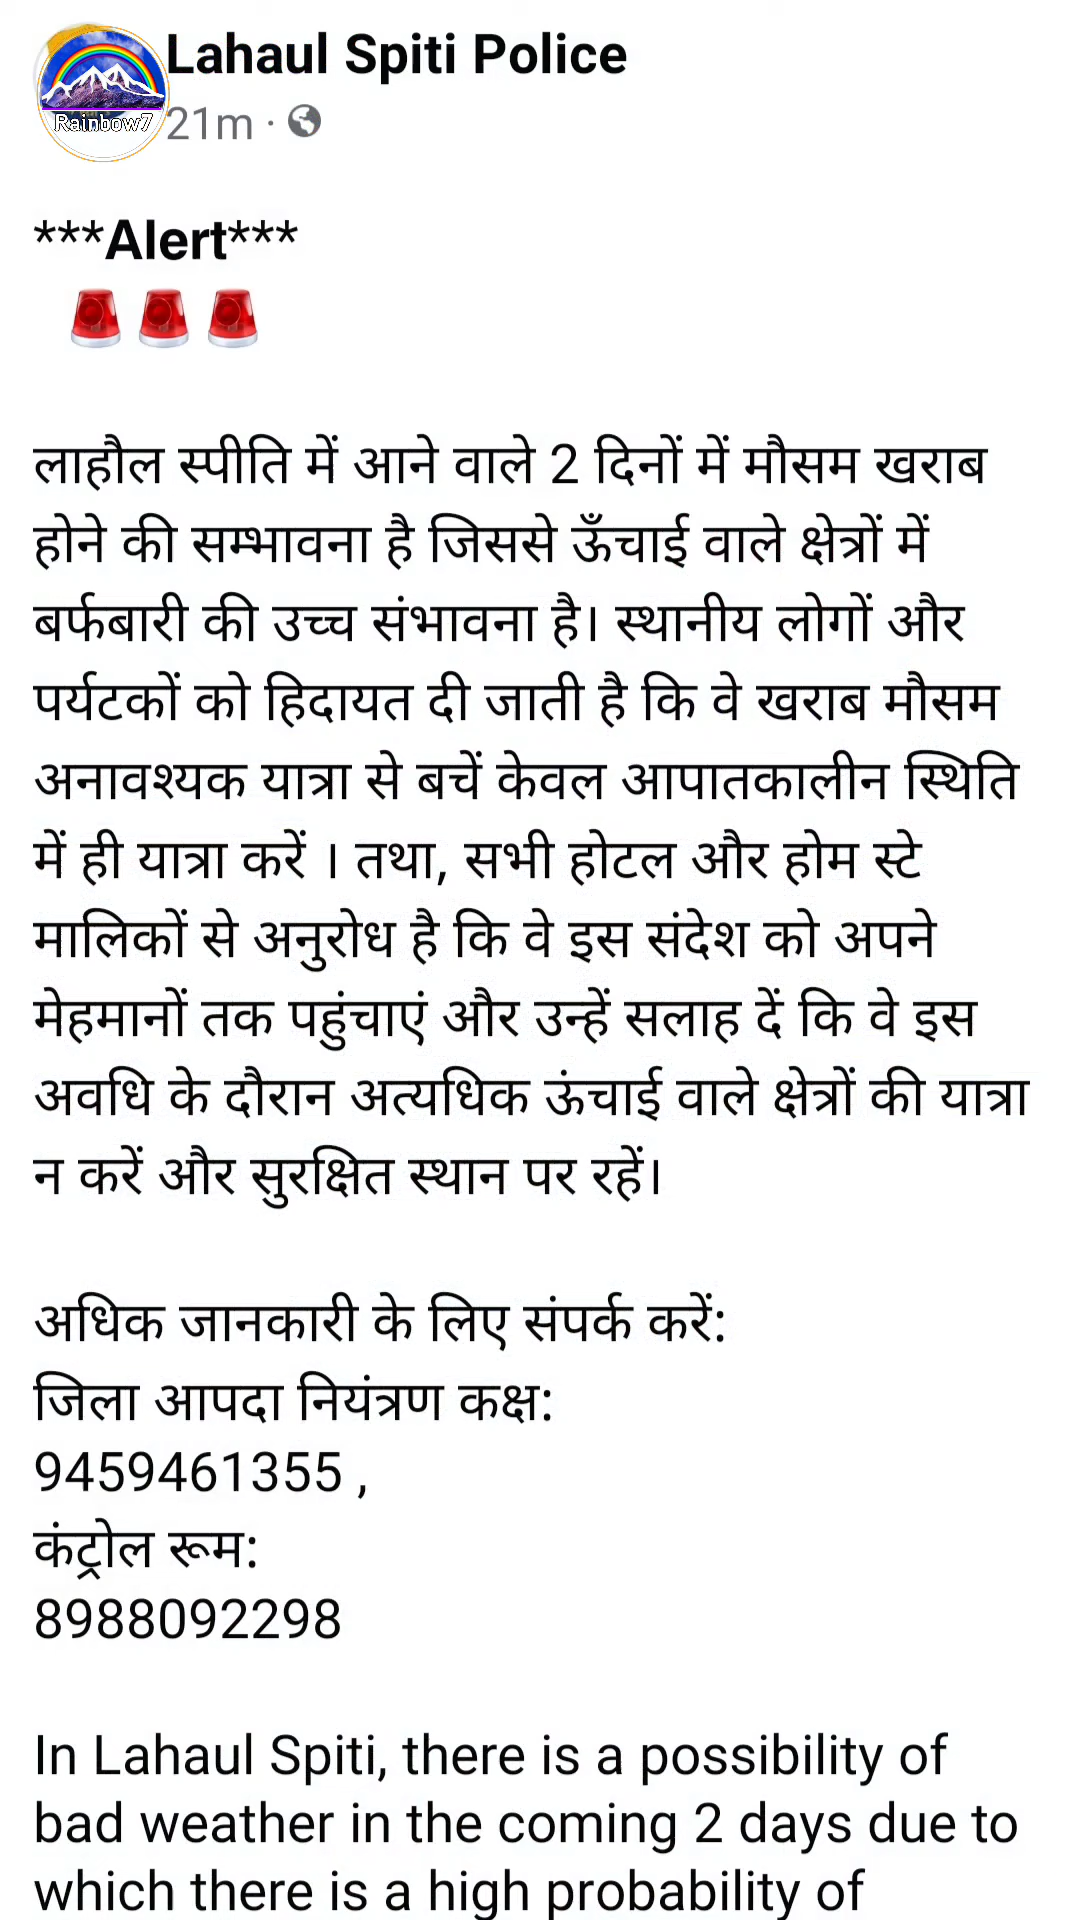 Lahaul Spiti Police
Rainbow7
21m ·
***Alert***
🚨🚨🚨
लाहौल स्पीति में आने वाले 2 दिनों में मौसम खराब
होने की सम्भावना है जिससे ऊँचाई वाले क्षेत्रों में
बर्फबारी की उच्च संभावना है। स्थानीय लोगों और
पर्यटकों को हिदायत दी जाती है कि वे खराब मौसम
अनावश्यक यात्रा से बचें केवल आपातकालीन स्थिति
में ही यात्रा करें । तथा, सभी होटल और होम स्टे
मालिकों से अनुरोध है कि वे इस संदेश को अपने
मेहमानों तक पहुंचाएं और उन्हें सलाह दें कि वे इस
अवधि के दौरान अत्यधिक ऊंचाई वाले क्षेत्रों की यात्रा
न करें और सुरक्षित स्थान पर रहें।
अधिक जानकारी के लिए संपर्क करें:
जिला आपदा नियंत्रण कक्ष:
9459461355 ,
कंट्रोल रूम:
8988092298
In Lahaul Spiti, there is a possibility of
bad weather in the coming 2 days due to
which there is a high probability of